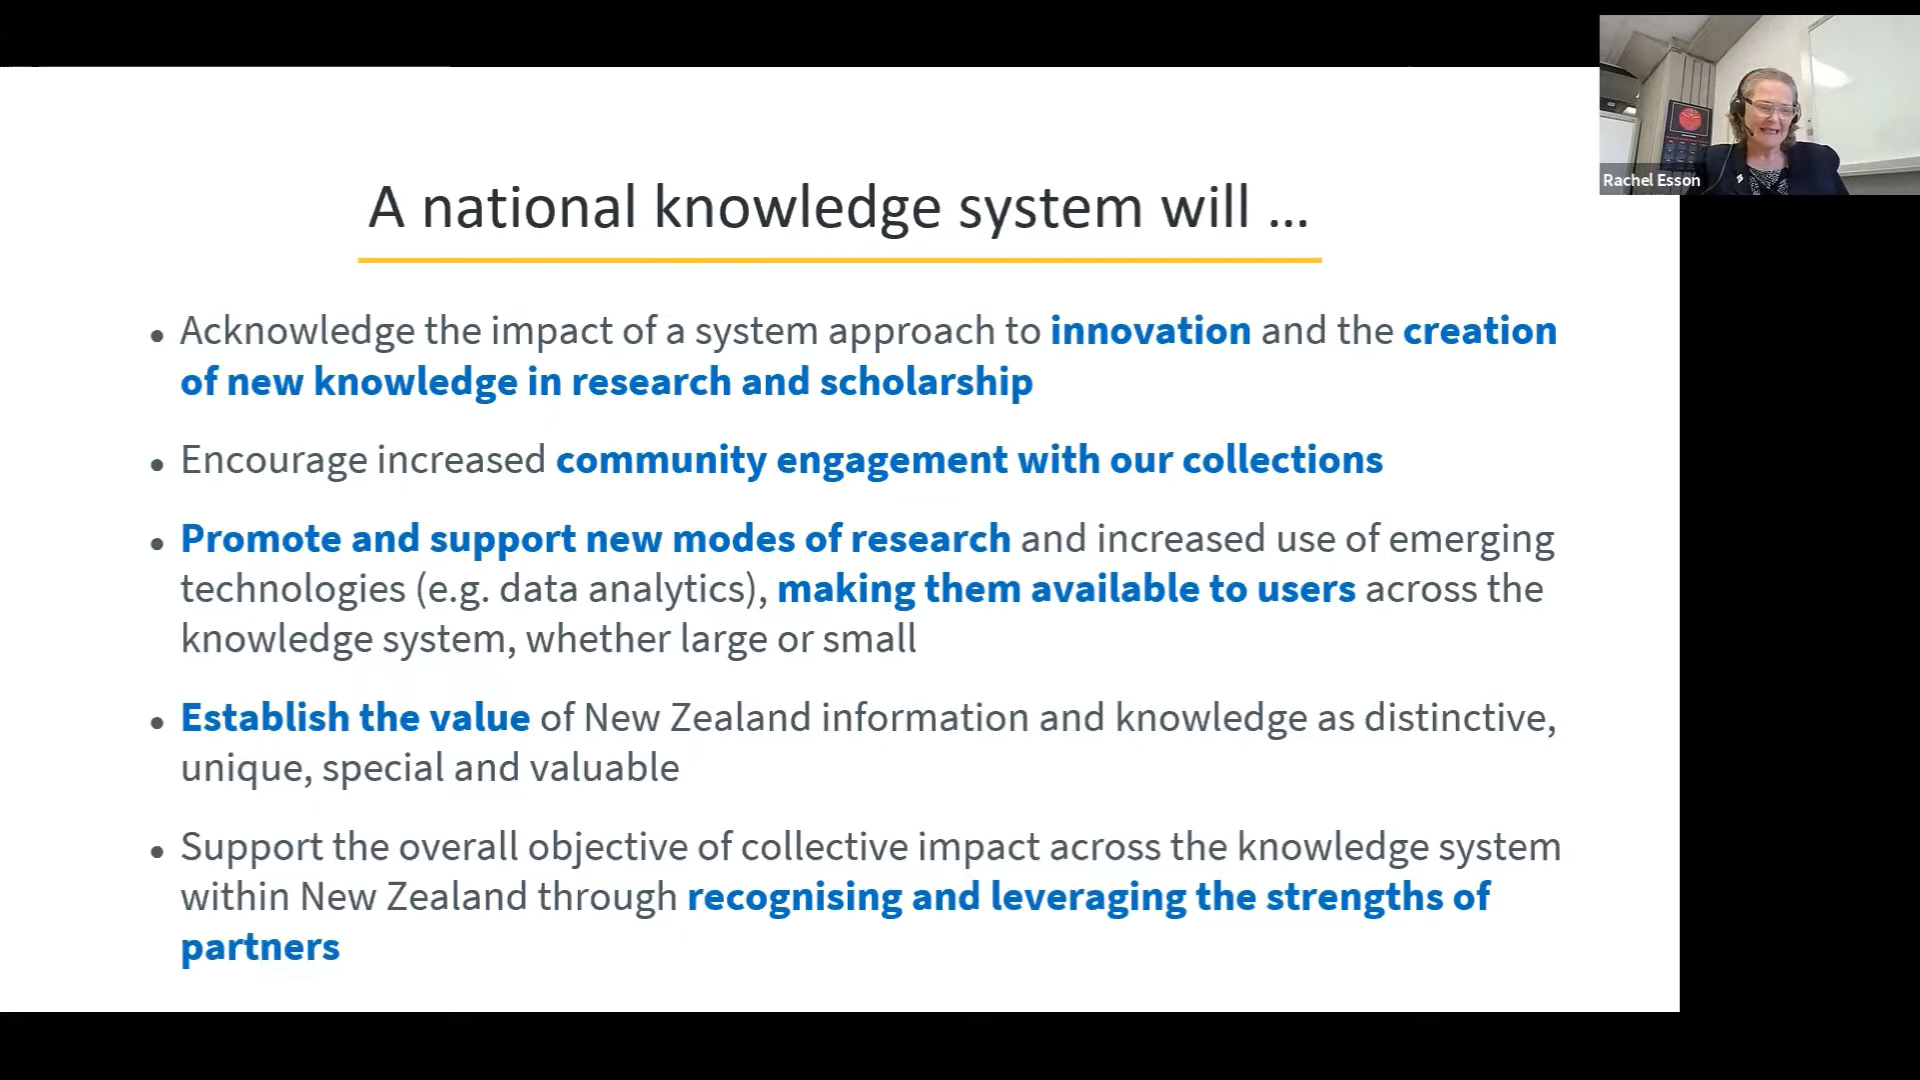 A national knowledge system will ...
• Acknowledge the impact of a system approach to innovation and the creation
of new knowledge in research and scholarship
• Encourage increased community engagement with our collections
• Promote and support new modes of research and increased use of emerging
technologies (e.g. data analytics), making them available to users across the
knowledge system, whether large or small
• Establish the value of New Zealand information and knowledge as distinctive,
unique, special and valuable
• Support the overall objective of collective impact across the knowledge system
within New Zealand through recognising and leveraging the strengths of
partners
Rachel Esson